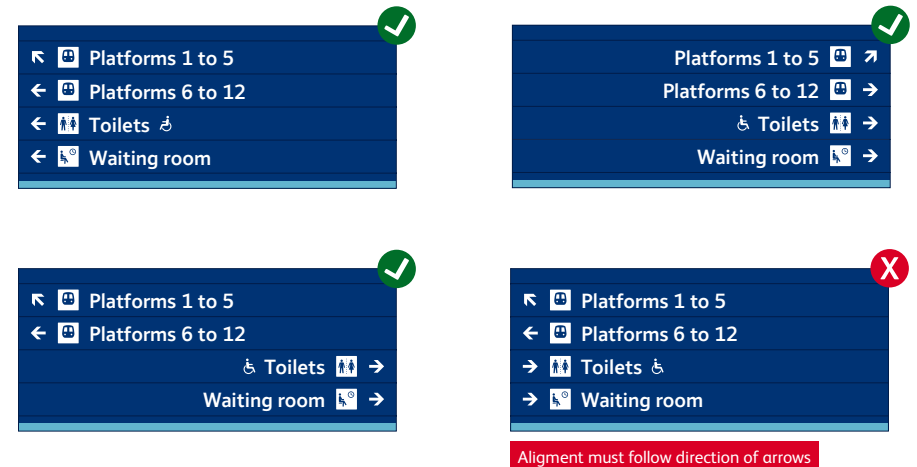 Platforms 1 to 5
Platforms 6 to 12
Toilets
Waiting room
Platforms 1 to 5
Platforms 6 to 12
Toilets
Waiting room
Platforms 1 to 5
Platforms 6 to 12
Toilets
Waiting room
X
Platforms 1 to 5
Platforms 6 to 12
Toilets
Waiting room
Aligment must follow direction of arrows